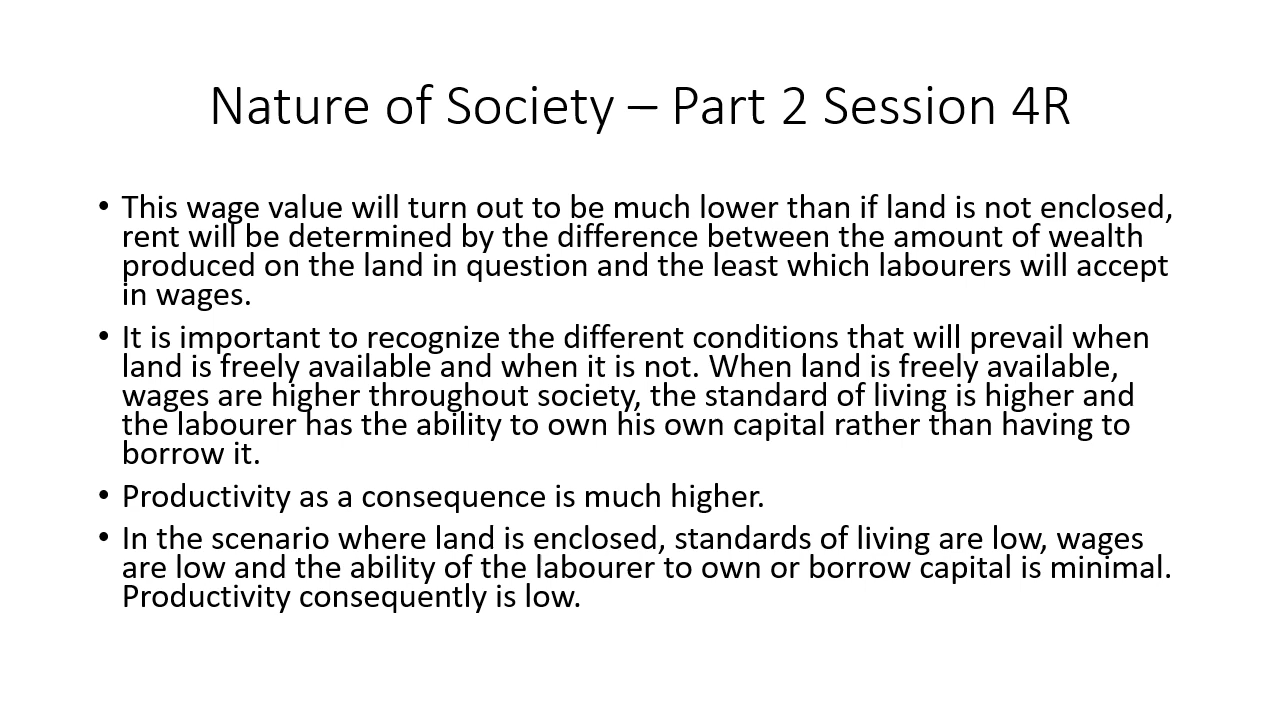 Nature of Society – Part 2 Session 4R
• This wage value will turn out to be much lower than if land is not enclosed,
rent will be determined by the difference between the amount of wealth
produced on the land in question and the least which labourers will accept
in wages.
• It is important to recognize the different conditions that will prevail when
land is freely available and when it is not. When land is freely available,
wages are higher throughout society, the standard of living is higher and
the labourer has the ability to own his own capital rather than having to
borrow it.
• Productivity as a consequence is much higher.
• In the scenario where land is enclosed, standards of living are low, wages
are low and the ability of the labourer to own or borrow capital is minimal.
Productivity consequently is low.